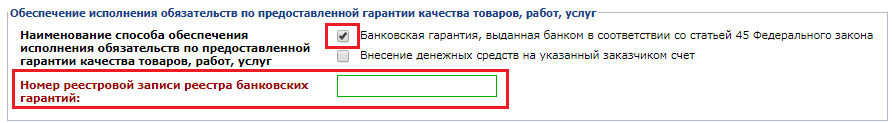 Обеспечение исполнения обязательств по предоставленной гарантии качества товаров, работ, услуг
Наименование способа обеспечения
исполнения обязательств по предоставленной
гарантии качества товаров, работ, услуг
Банковская гарантия, выданная банком в соответствии со статьей 45 Федерального закона
Внесение денежных средств на указанный заказчиком счет
Номер реестровой записи реестра банковских
гарантий: